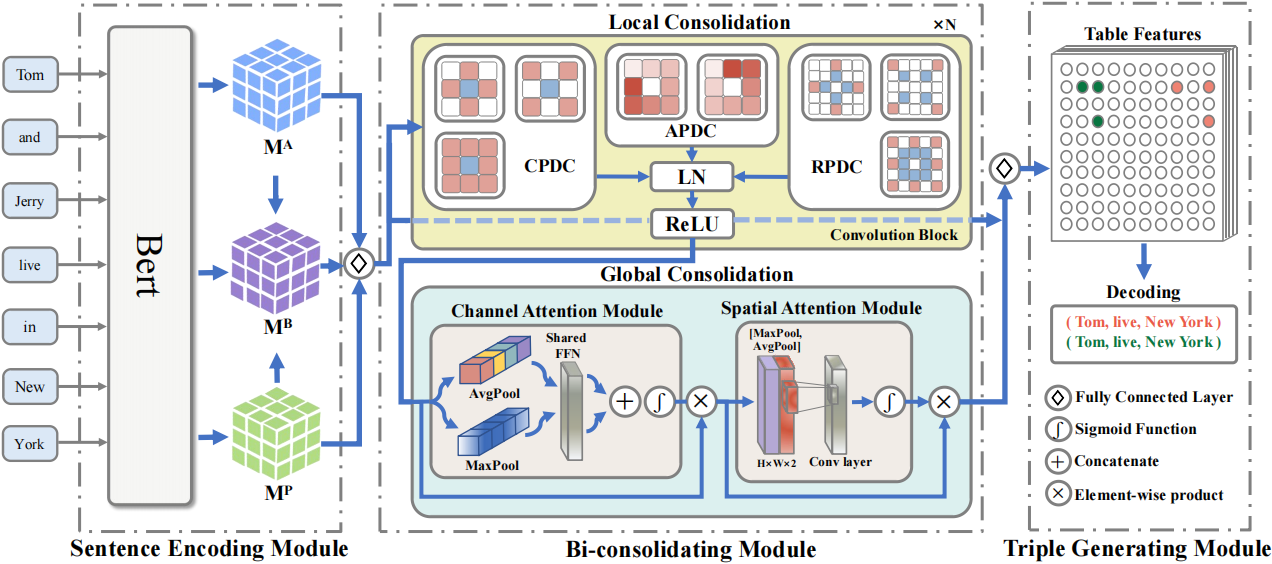 Tom
and
Jerry
live
in
New
York
Bert
M^A
M^B
M^P
Sentence Encoding Module
Local Consolidation
×N
CPDC
APDC
RPDC
LN
ReLU
Convolution Block
Global Consolidation
Channel Attention Module
AvgPool
MaxPool
Shared
FFN
Spatial Attention Module
[MaxPool,
AvgPool]
H×W×2
Conv layer
Bi-consolidating Module
Table Features
Decoding
( Tom, live, New York )
( Tom, live, New York )
Fully Connected Layer
∫ Sigmoid Function
+ Concatenate
× Element-wise product
Triple Generating Module